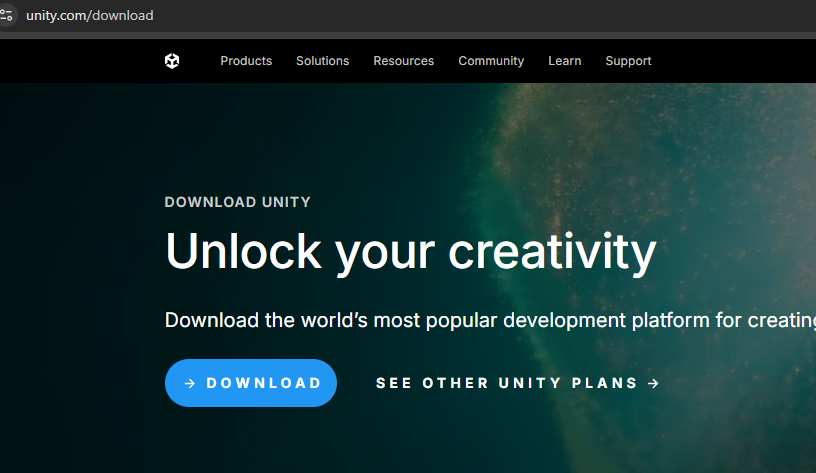 unity.com/download
Products Solutions Resources Community Learn Support
DOWNLOAD UNITY
Unlock your creativity
Download the world's most popular development platform for creating
→ DOWNLOAD SEE OTHER UNITY PLANS →